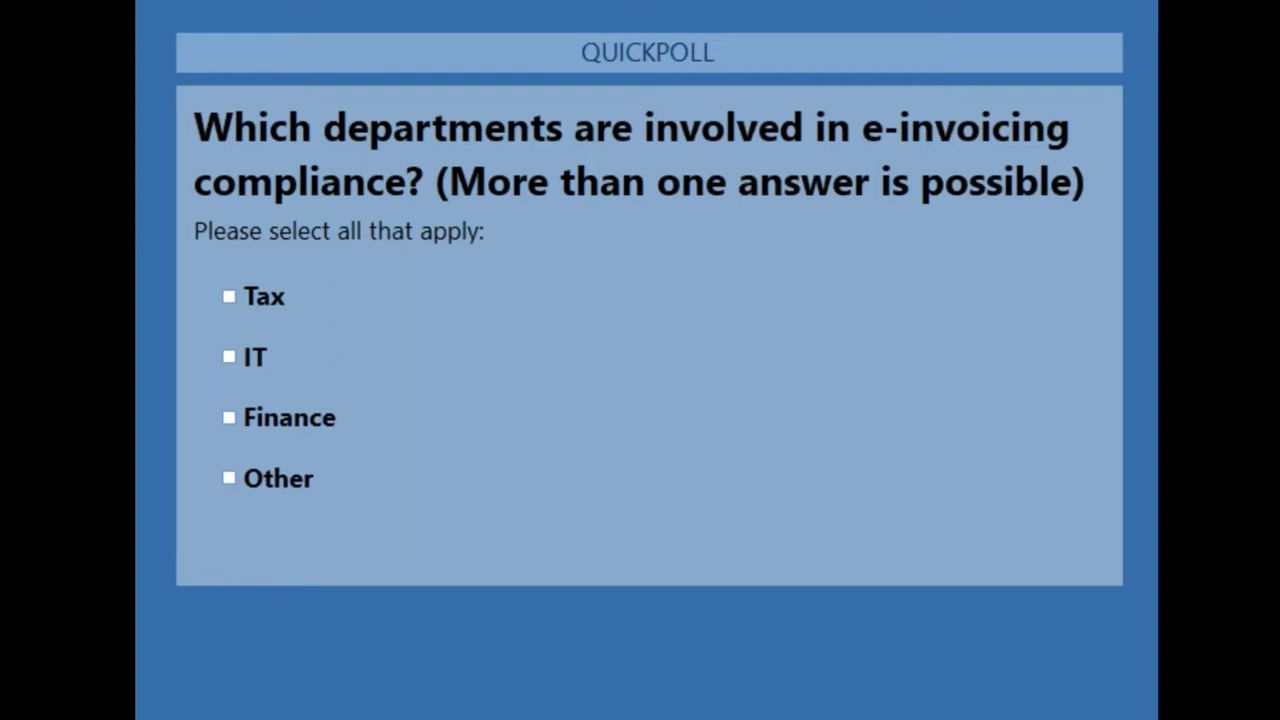 QUICKPOLL
Which departments are involved in e-invoicing
compliance? (More than one answer is possible)
Please select all that apply:
Tax
IT
Finance
Other